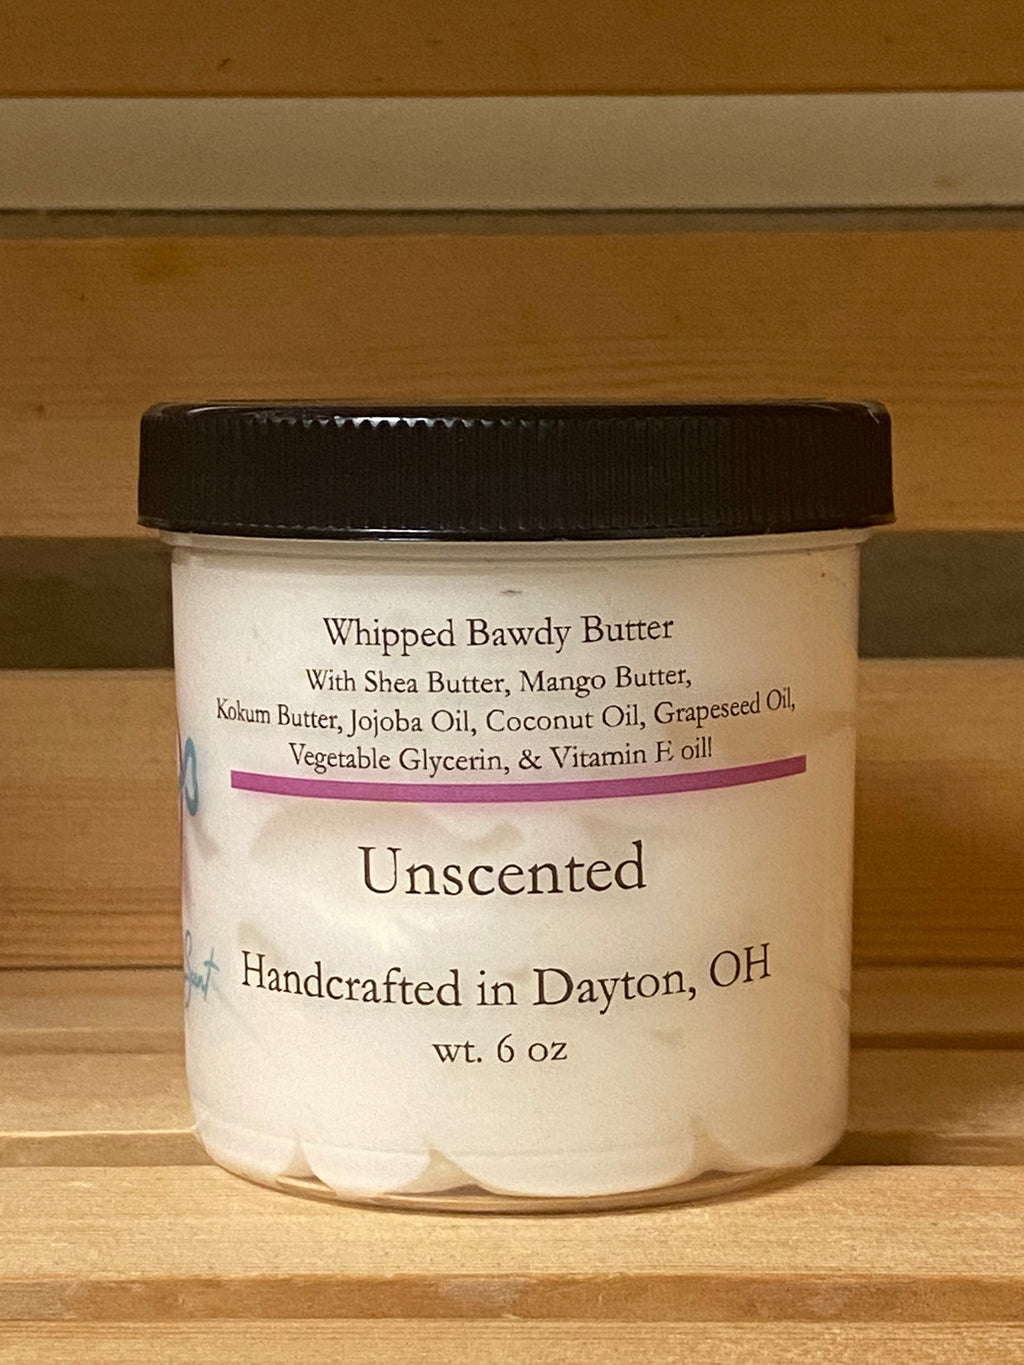 Whipped Bawdy Butter
With Shea Butter, Mango Butter,
Kokum Butter, Jojoba Oil, Coconut Oil, Grapeseed Oil,
Vegetable Glycerin, & Vitamin E oil!
Unscented
Handcrafted in Dayton, OH
wt. 6 oz